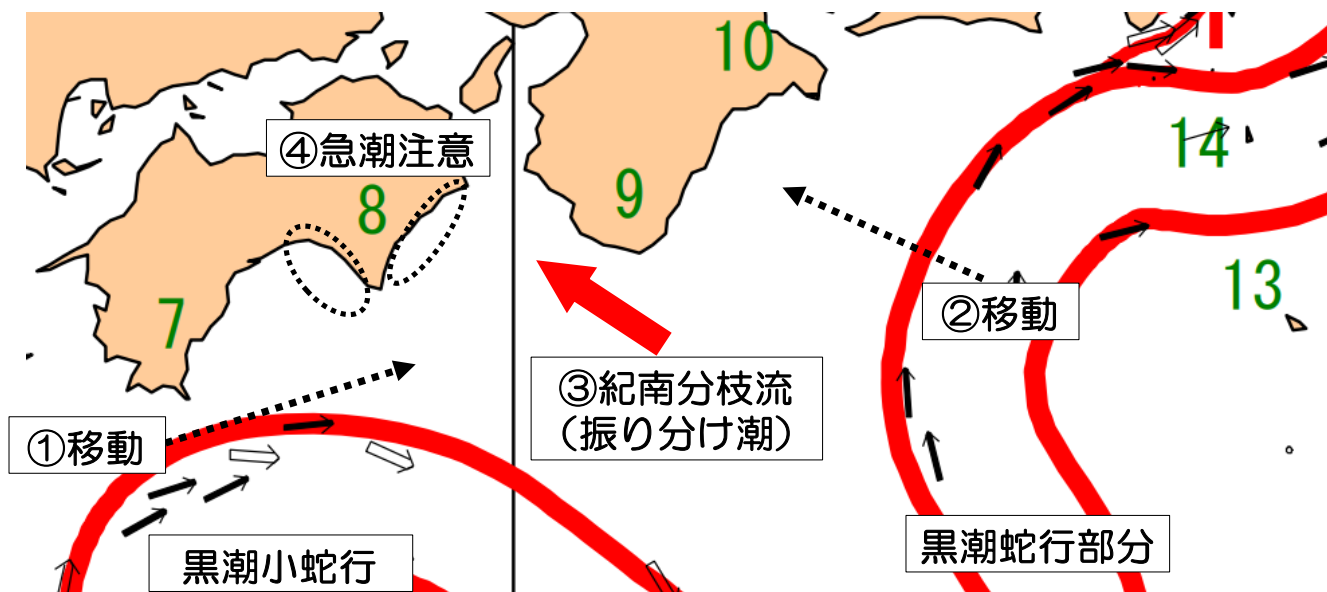 10
14
④急潮注意
8
9
13
7
②移動
③紀南分枝流
（振り分け潮）
①移動
黒潮小蛇行
黒潮蛇行部分